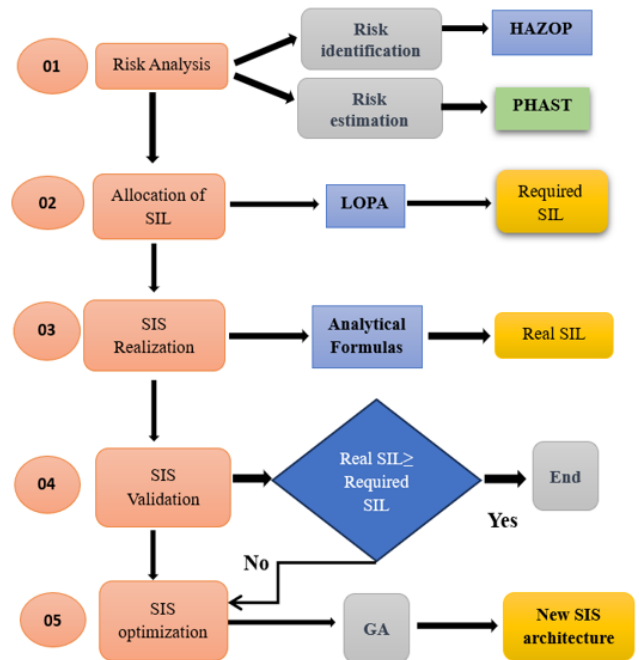 01
Risk Analysis
Risk
identification
HAZOP
Risk
estimation
PHAST
02
Allocation of
SIL
LOPA
Required
SIL
03
SIS
Realization
Analytical
Formulas
Real SIL
04
SIS
Validation
Real SIL≥
Required
SIL
Yes
End
No
05
SIS
optimization
GA
New SIS
architecture